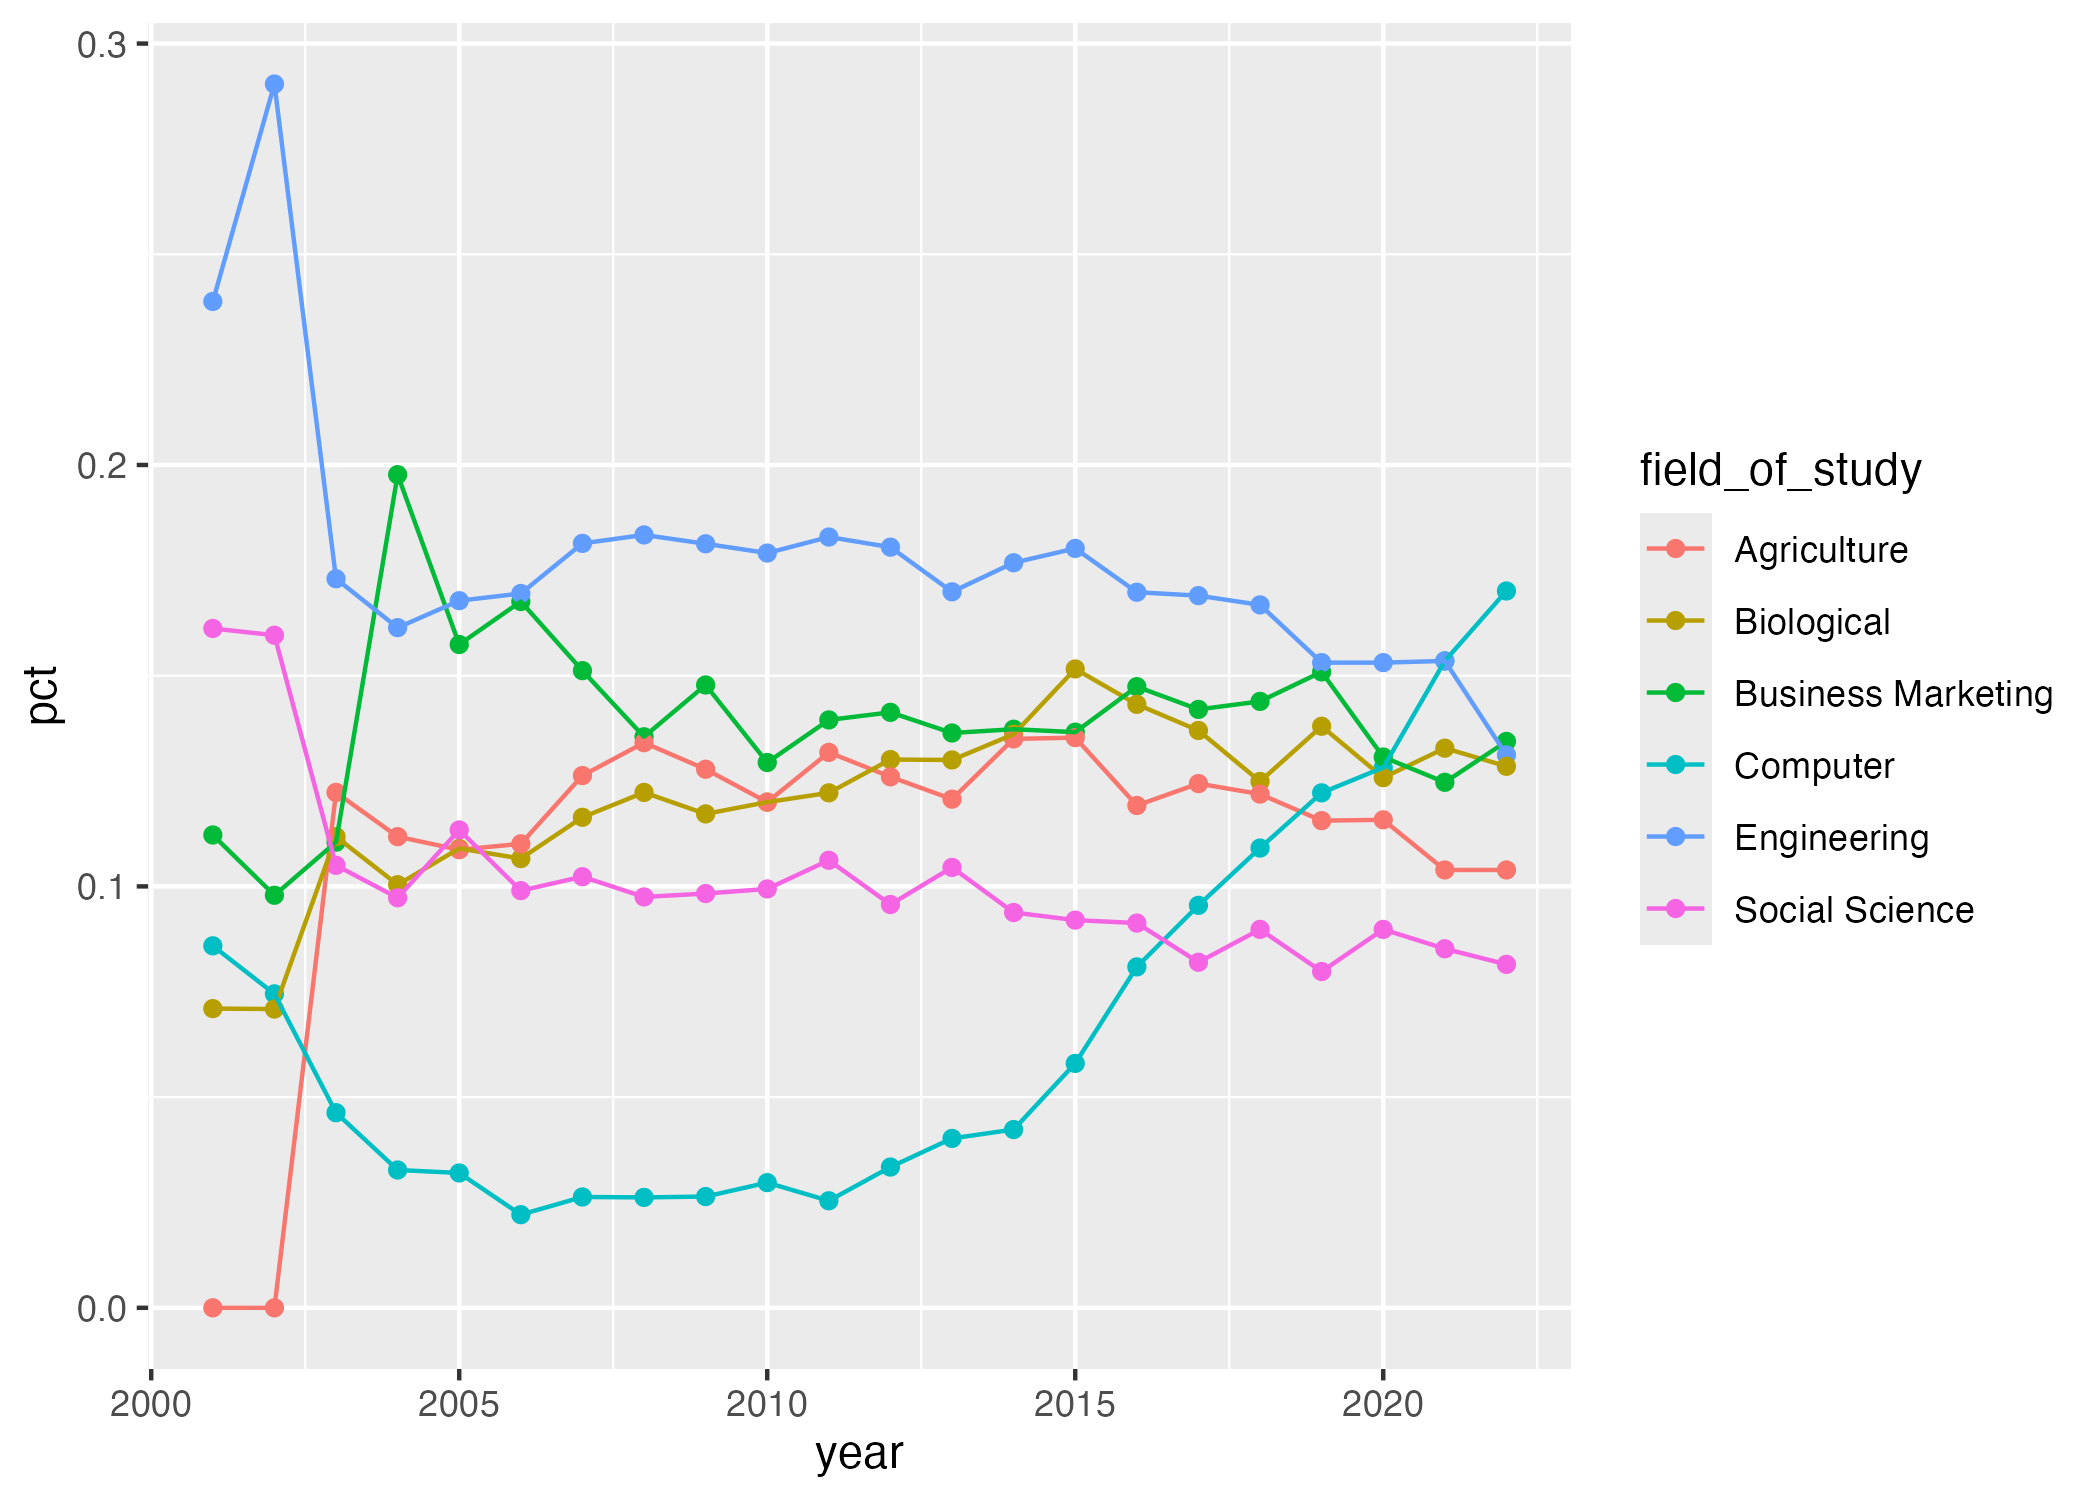 0.3
0.2
0.1
0.0
pct
2000 2005 2010 2015 2020
year
field_of_study
Agriculture
Biological
Business Marketing
Computer
Engineering
Social Science